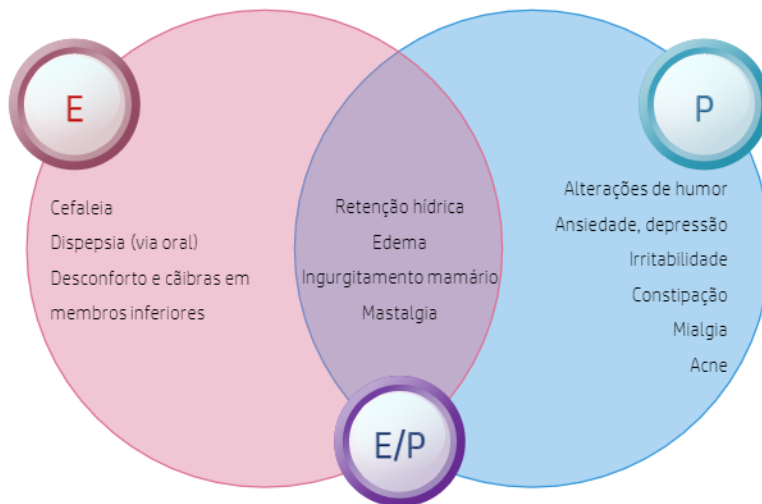 E
P
Cefaleia
Dispepsia (via oral)
Desconforto e cãibras em
membros inferiores
Retenção hídrica
Edema
Ingurgitamento mamário
Mastalgia
Alterações de humor
Ansiedade, depressão
Irritabilidade
Constipação
Mialgia
Acne
E/P